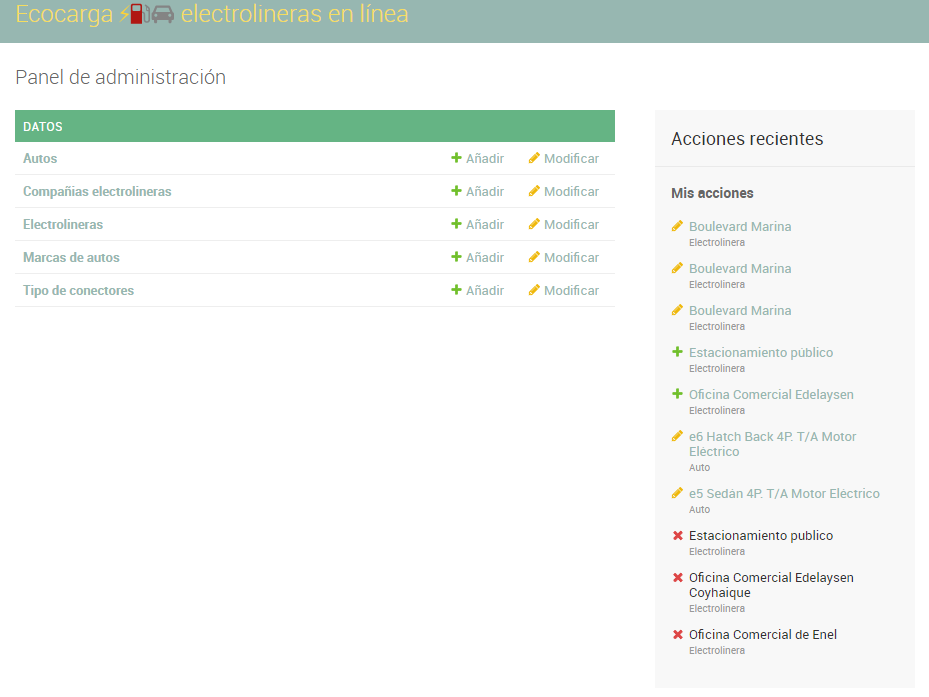 Ecocarga electrolineras en línea
Panel de administración
DATOS
Autos Añadir Modificar
Compañias electrolineras Añadir Modificar
Electrolineras Añadir Modificar
Marcas de autos Añadir Modificar
Tipo de conectores Añadir Modificar
Acciones recientes
Mis acciones
Boulevard Marina
Electrolinera
Boulevard Marina
Electrolinera
Boulevard Marina
Electrolinera
Estacionamiento público
Electrolinera
Oficina Comercial Edelaysen
Electrolinera
e6 Hatch Back 4P. T/A Motor
Eléctrico
Auto
e5 Sedán 4P. T/A Motor Eléctrico
Auto
Estacionamiento publico
Electrolinera
Oficina Comercial Edelaysen
Coyhaique
Electrolinera
Oficina Comercial de Enel
Electrolinera